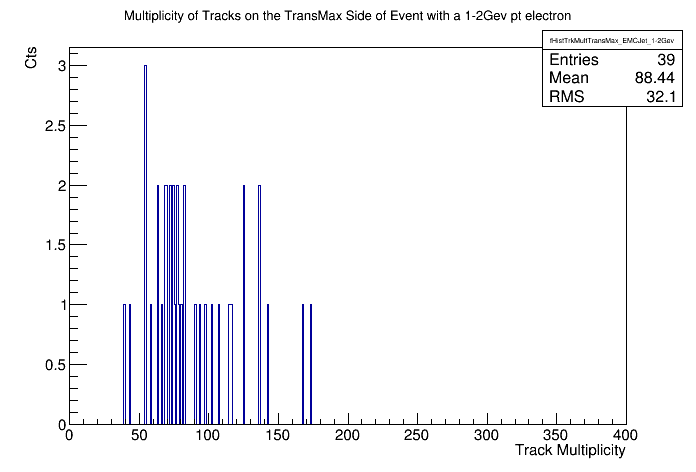 Multiplicity of Tracks on the TransMax Side of Event with a 1-2Gev pt electron
fHistTrkMultTransMax_EMCJet_1-2Gev
Entries 39
Mean 88.44
RMS 32.1
Cts
3
2.5
2
1.5
1
0.5
0
0 50 100 150 200 250 300 350 400
Track Multiplicity